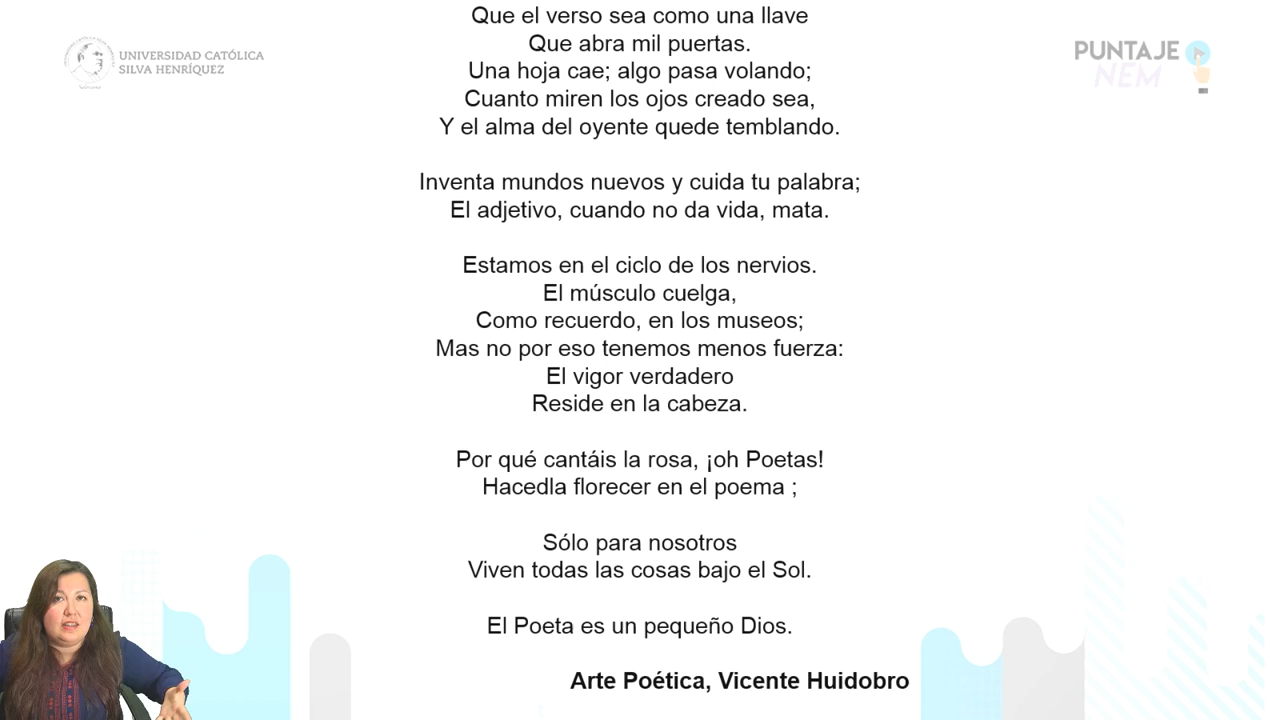 Que el verso sea como una llave
Que abra mil puertas.
Una hoja cae; algo pasa volando;
Cuanto miren los ojos creado sea,
Y el alma del oyente quede temblando.
Inventa mundos nuevos y cuida tu palabra;
El adjetivo, cuando no da vida, mata.
Estamos en el ciclo de los nervios.
El músculo cuelga,
Como recuerdo, en los museos;
Mas no por eso tenemos menos fuerza:
El vigor verdadero
Reside en la cabeza.
Por qué cantáis la rosa, ¡oh Poetas!
Hacedla florecer en el poema ;
Sólo para nosotros
Viven todas las cosas bajo el Sol.
El Poeta es un pequeño Dios.
Arte Poética, Vicente Huidobro
UNIVERSIDAD CATÓLICA
SILVA HENRÍQUEZ
PUNTAJE
NEM